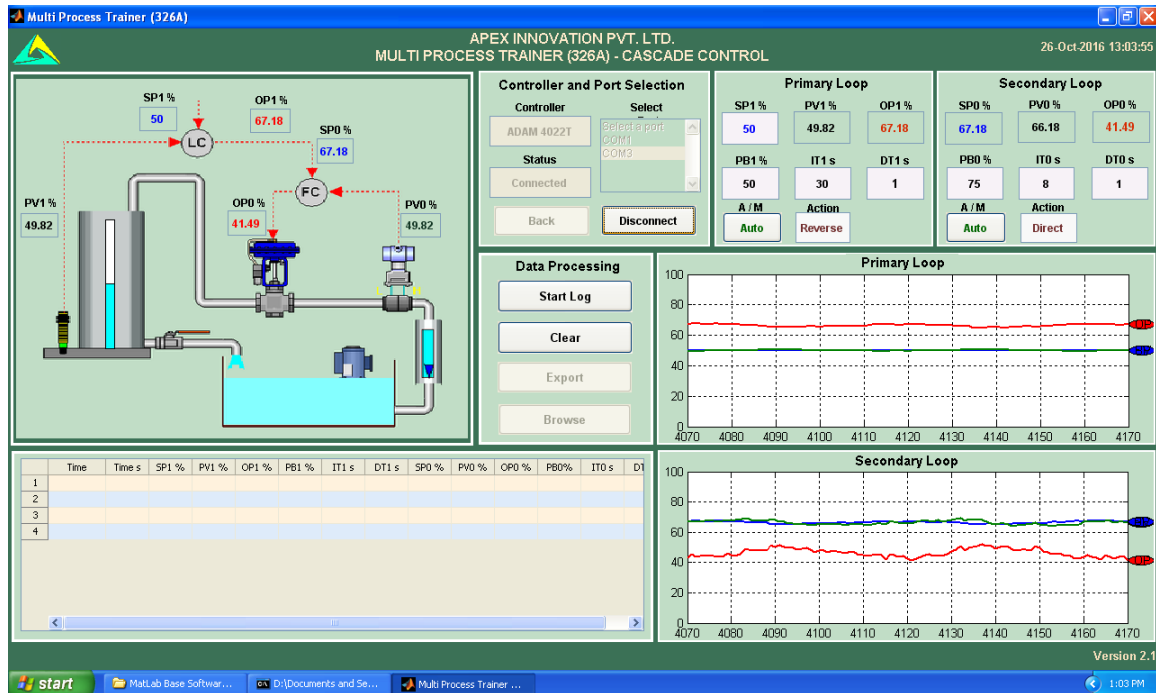 Multi Process Trainer (326A)
APEX INNOVATION PVT. LTD.
MULTI PROCESS TRAINER (326A) - CASCADE CONTROL
26-Oct-2016 13:03:55
SP1 %
50
OP1 %
67.18
SP0 %
67.18
LC
FC
PV1 %
49.82
OP0 %
41.49
PV0 %
49.82
Controller and Port Selection
Controller
Select
ADAM 4022T
Select a port
COM1
COM3
Status
Connected
Back
Disconnect
Primary Loop
SP1 % PV1 % OP1 %
50 49.82 67.18
PB1 % IT1 s DT1 s
50 30 1
A / M Action
Auto Reverse
Secondary Loop
SP0 % PV0 % OP0 %
67.18 66.18 41.49
PB0 % IT0 s DT0 s
75 8 1
A / M Action
Auto Direct
Data Processing
Start Log
Clear
Export
Browse
Primary Loop
100
80
60
40
20
0
4070 4080 4090 4100 4110 4120 4130 4140 4150 4160 4170
Time Time s SP1 % PV1 % OP1 % PB1 % IT1 s DT1 s SP0 % PV0 % OP0 % PB0% IT0 s DT
1
2
3
4
Secondary Loop
100
80
60
40
20
0
4070 4080 4090 4100 4110 4120 4130 4140 4150 4160 4170
Version 2.1
start
MatLab Base Softwar...
D:\Documents and Se...
Multi Process Trainer ...
1:03 PM